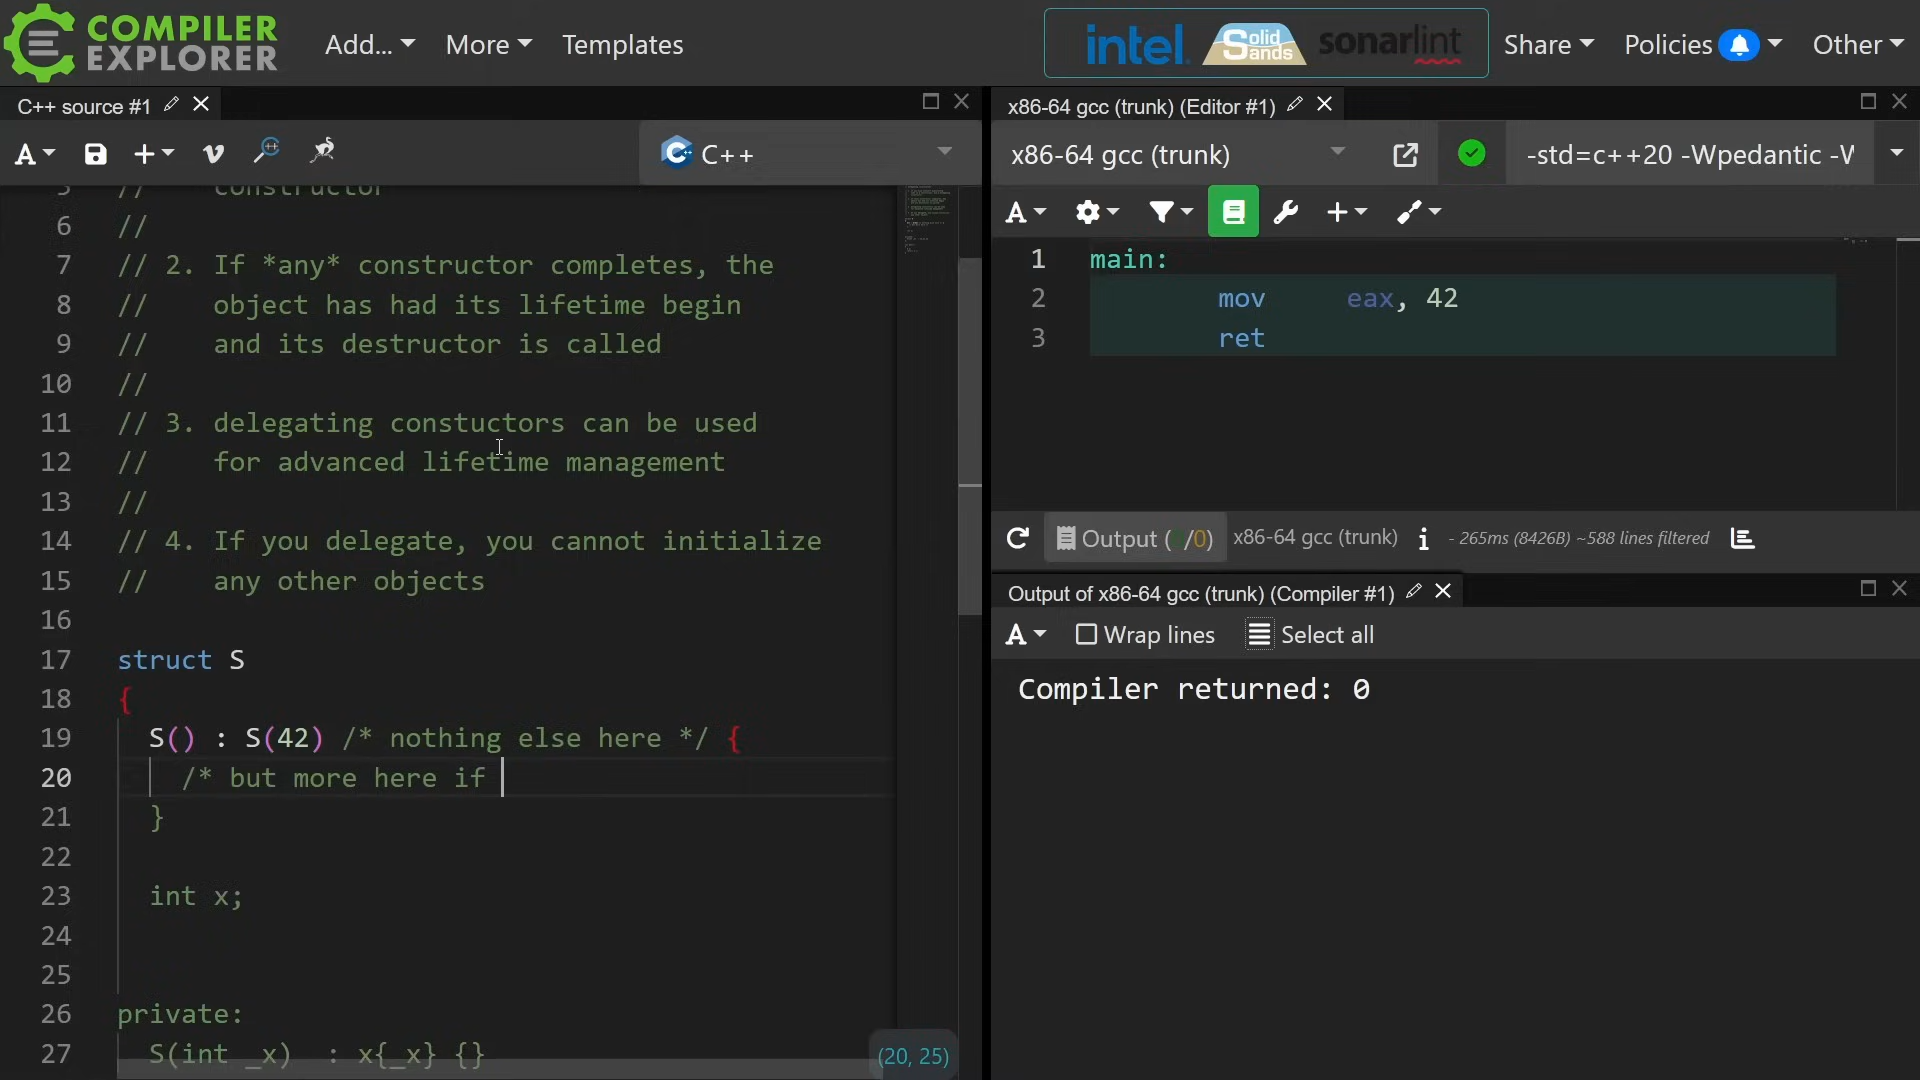 COMPILER
EXPLORER
Add...
More
Templates
intel.
Solid
Sands
sonarlint
Share
Policies
Other
C++ source #1
x86-64 gcc (trunk) (Editor #1)
A
C++
x86-64 gcc (trunk)
-std=c++20 -Wpedantic -W
A
5 // constructor
6 //
7 // 2. If *any* constructor completes, the
8 // object has had its lifetime begin
9 // and its destructor is called
10 //
11 // 3. delegating constuctors can be used
12 // for advanced lifetime management
13 //
14 // 4. If you delegate, you cannot initialize
15 // any other objects
16
17 struct S
18 {
19 S() : S(42) /* nothing else here */ {
20 /* but more here if
21 }
22
23 int x;
24
25
26 private:
27 S(int _x) : x{_x} {}
(20, 25)
1 main:
2 mov eax, 42
3 ret
Output ( /0) x86-64 gcc (trunk) i - 265ms (8426B) ~588 lines filtered
Output of x86-64 gcc (trunk) (Compiler #1)
A Wrap lines Select all
Compiler returned: 0